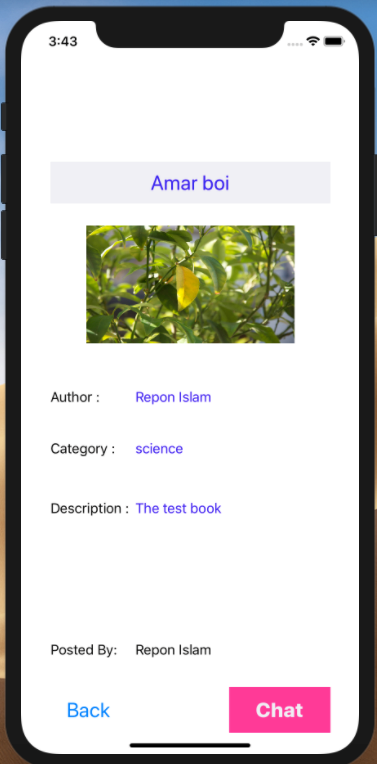 3:43
Amar boi
Author : Repon Islam
Category : science
Description : The test book
Posted By: Repon Islam
Back Chat